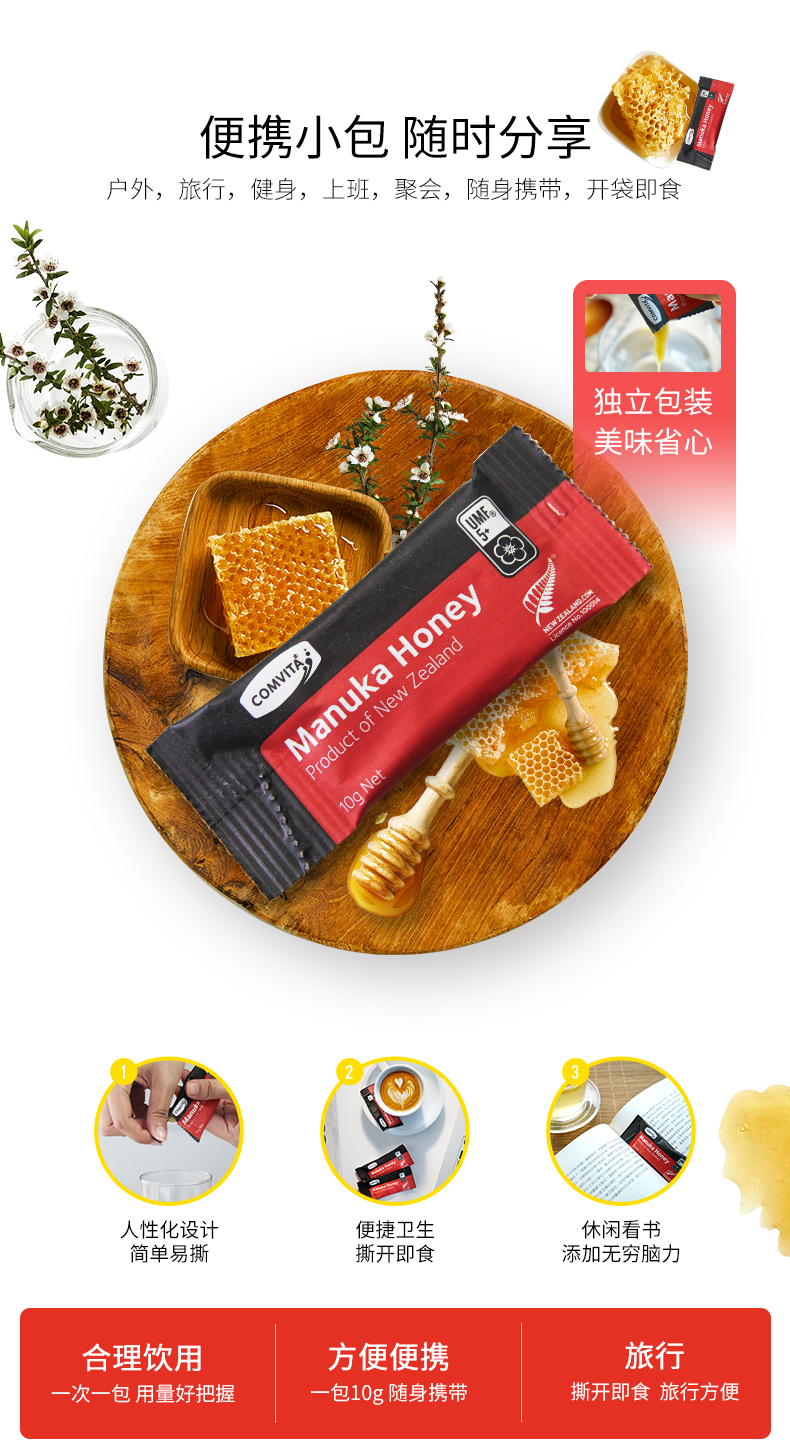 便携小包 随时分享
户外，旅行，健身，上班，聚会，随身携带，开袋即食
独立包装
美味省心
UMF®
5+
COMVITA®
Manuka Honey
Product of New Zealand
10g Net
NEW ZEALAND.COM
Licence No.100014
1
2
3
人性化设计
简单易撕
便捷卫生
撕开即食
休闲看书
添加无穷脑力
合理饮用
一次一包 用量好把握
方便便携
一包10g 随身携带
旅行
撕开即食 旅行方便